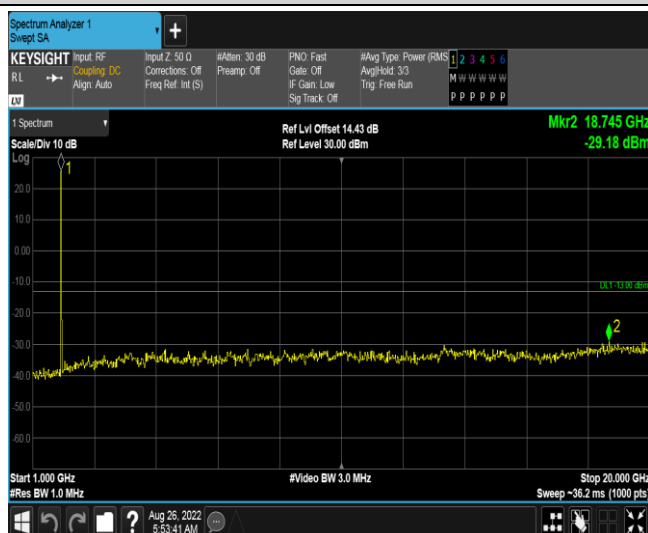 Spectrum Analyzer 1
Swept SA
+
KEYSIGHT
RL
LXI
Input: RF
Coupling: DC
Align: Auto
Input Z: 50 Ω
Corrections: Off
Freq Ref: Int (S)
#Atten: 30 dB
Preamp: Off
PNO: Fast
Gate: Off
IF Gain: Low
Sig Track: Off
#Avg Type: Power (RMS
Avg|Hold: 3/3
Trig: Free Run
1 2 3 4 5 6
M W W W W W
P P P P P P
1 Spectrum
Scale/Div 10 dB
Log
Ref Lvl Offset 14.43 dB
Ref Level 30.00 dBm
Mkr2 18.745 GHz
-29.18 dBm
1
20.0
10.0
0.00
-10.0
DL1 -13.00 dBm
2
-20.0
-30.0
-40.0
-50.0
-60.0
Start 1.000 GHz
#Res BW 1.0 MHz
#Video BW 3.0 MHz
Stop 20.000 GHz
Sweep ~36.2 ms (1000 pts)
?
Aug 26, 2022
5:53:41 AM